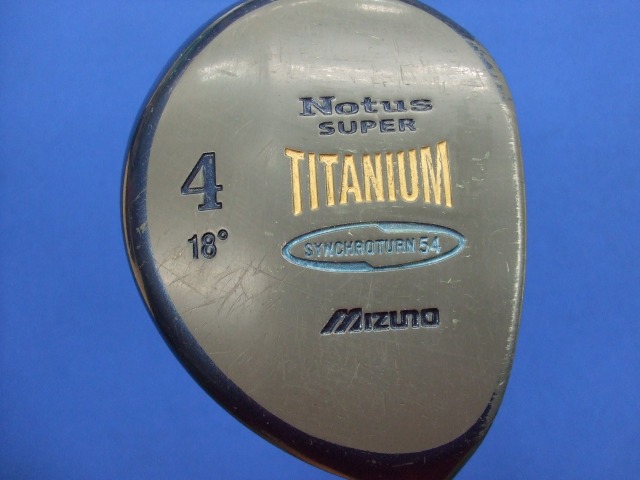 Notus
SUPER
TITANIUM
4
18°
SYNCHROTURN 54
MIZUNO